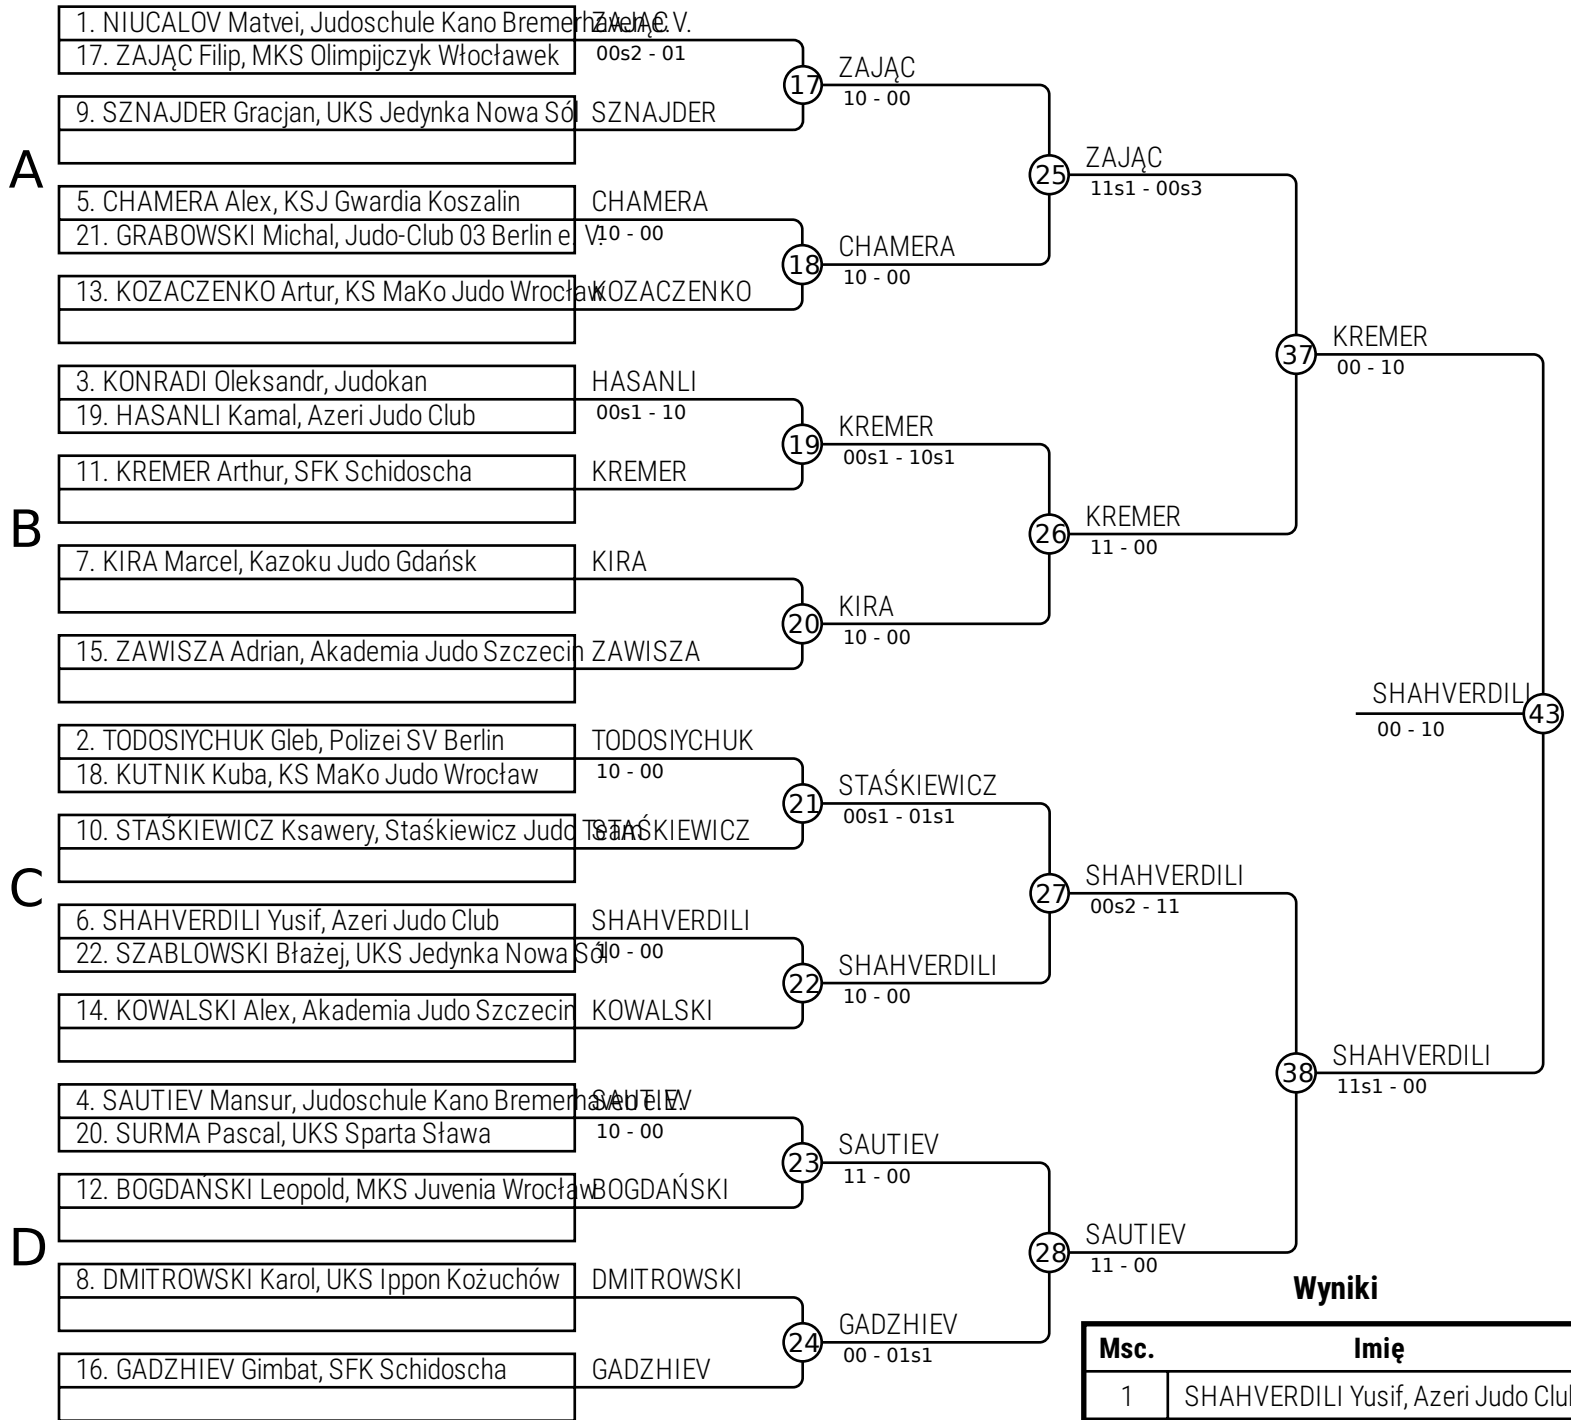 1. NIUCALOV Matvei, Judoschule Kano Bremerhaven e.V.
ZAJĄC
17. ZAJĄC Filip, MKS Olimpijczyk Włocławek
00s2 - 01
17
ZAJĄC
10 - 00
9. SZNAJDER Gracjan, UKS Jedynka Nowa Sól
SZNAJDER
A
25
ZAJĄC
11s1 - 00s3
5. CHAMERA Alex, KSJ Gwardia Koszalin
CHAMERA
21. GRABOWSKI Michal, Judo-Club 03 Berlin e. V.
10 - 00
18
CHAMERA
10 - 00
13. KOZACZENKO Artur, KS MaKo Judo Wrocław
KOZACZENKO
37
KREMER
00 - 10
3. KONRADI Oleksandr, Judokan
HASANLI
19. HASANLI Kamal, Azeri Judo Club
00s1 - 10
19
KREMER
00s1 - 10s1
11. KREMER Arthur, SFK Schidoscha
KREMER
B
26
KREMER
11 - 00
7. KIRA Marcel, Kazoku Judo Gdańsk
KIRA
20
KIRA
10 - 00
15. ZAWISZA Adrian, Akademia Judo Szczecin
ZAWISZA
SHAHVERDILI
43
00 - 10
2. TODOSIYCHUK Gleb, Polizei SV Berlin
TODOSIYCHUK
18. KUTNIK Kuba, KS MaKo Judo Wrocław
10 - 00
21
STAŚKIEWICZ
00s1 - 01s1
10. STAŚKIEWICZ Ksawery, Staśkiewicz Judo Team
STAŚKIEWICZ
C
27
SHAHVERDILI
00s2 - 11
6. SHAHVERDILI Yusif, Azeri Judo Club
SHAHVERDILI
22. SZABLOWSKI Błażej, UKS Jedynka Nowa Sól
10 - 00
22
SHAHVERDILI
10 - 00
14. KOWALSKI Alex, Akademia Judo Szczecin
KOWALSKI
38
SHAHVERDILI
11s1 - 00
4. SAUTIEV Mansur, Judoschule Kano Bremerhaven e.V.
SAUTIEV
20. SURMA Pascal, UKS Sparta Sława
10 - 00
23
SAUTIEV
11 - 00
12. BOGDAŃSKI Leopold, MKS Juvenia Wrocław
BOGDAŃSKI
D
28
SAUTIEV
11 - 00
8. DMITROWSKI Karol, UKS Ippon Kożuchów
DMITROWSKI
24
GADZHIEV
00 - 01s1
16. GADZHIEV Gimbat, SFK Schidoscha
GADZHIEV
Wyniki
Msc. Imię
1 SHAHVERDILI Yusif, Azeri Judo Club